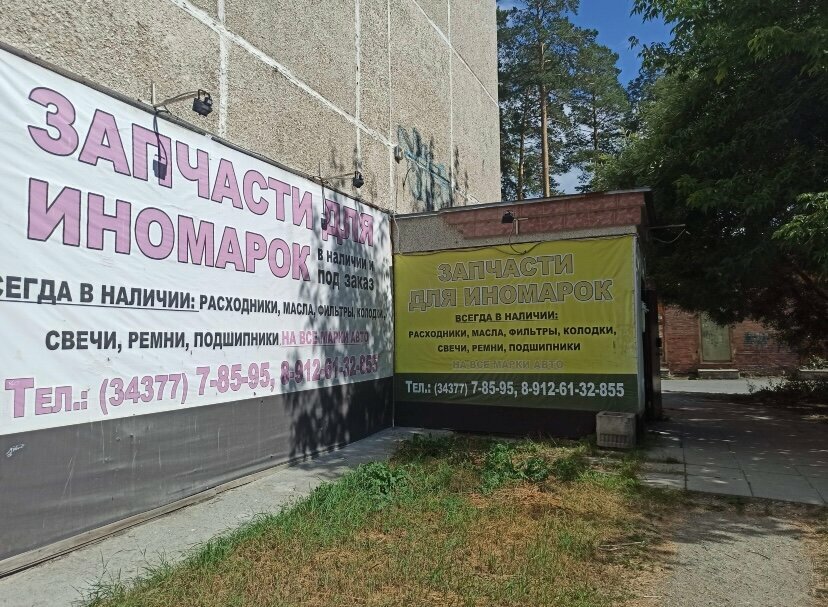 ЗАПЧАСТИ ДЛЯ
ИНОМАРОК
в наличии и
под заказ
ВСЕГДА В НАЛИЧИИ: РАСХОДНИКИ, МАСЛА, ФИЛЬТРЫ, КОЛОДКИ,
СВЕЧИ, РЕМНИ, ПОДШИПНИКИ НА ВСЕ МАРКИ АВТО
Тел.: (34377) 7-85-95, 8-912-61-32-855
ЗАПЧАСТИ
ДЛЯ ИНОМАРОК
ВСЕГДА В НАЛИЧИИ:
РАСХОДНИКИ, МАСЛА, ФИЛЬТРЫ, КОЛОДКИ,
СВЕЧИ, РЕМНИ, ПОДШИПНИКИ
НА ВСЕ МАРКИ АВТО
Тел.: (34377) 7-85-95, 8-912-61-32-855